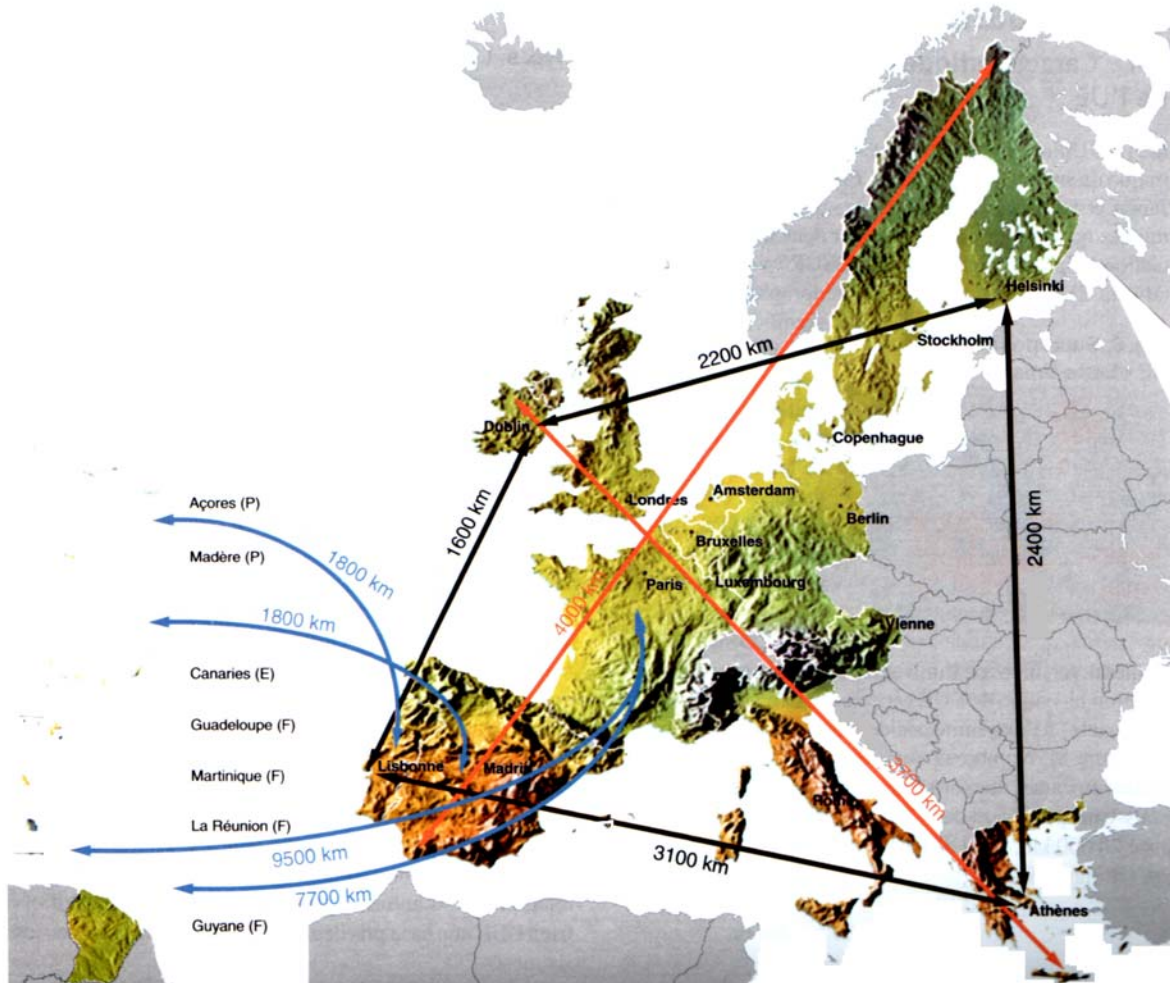 Helsinki
Stockholm
2200 km
Dublin
Copenhague
Londres
Amsterdam
Berlin
Bruxelles
1600 km
2400 km
Açores (P)
Madère (P)
1800 km
Paris
Luxembourg
4000 km
1800 km
Vienne
Canaries (E)
Guadeloupe (F)
Martinique (F)
Lisbonne
Madrid
3700 km
Rome
La Réunion (F)
9500 km
3100 km
7700 km
Guyane (F)
Athènes